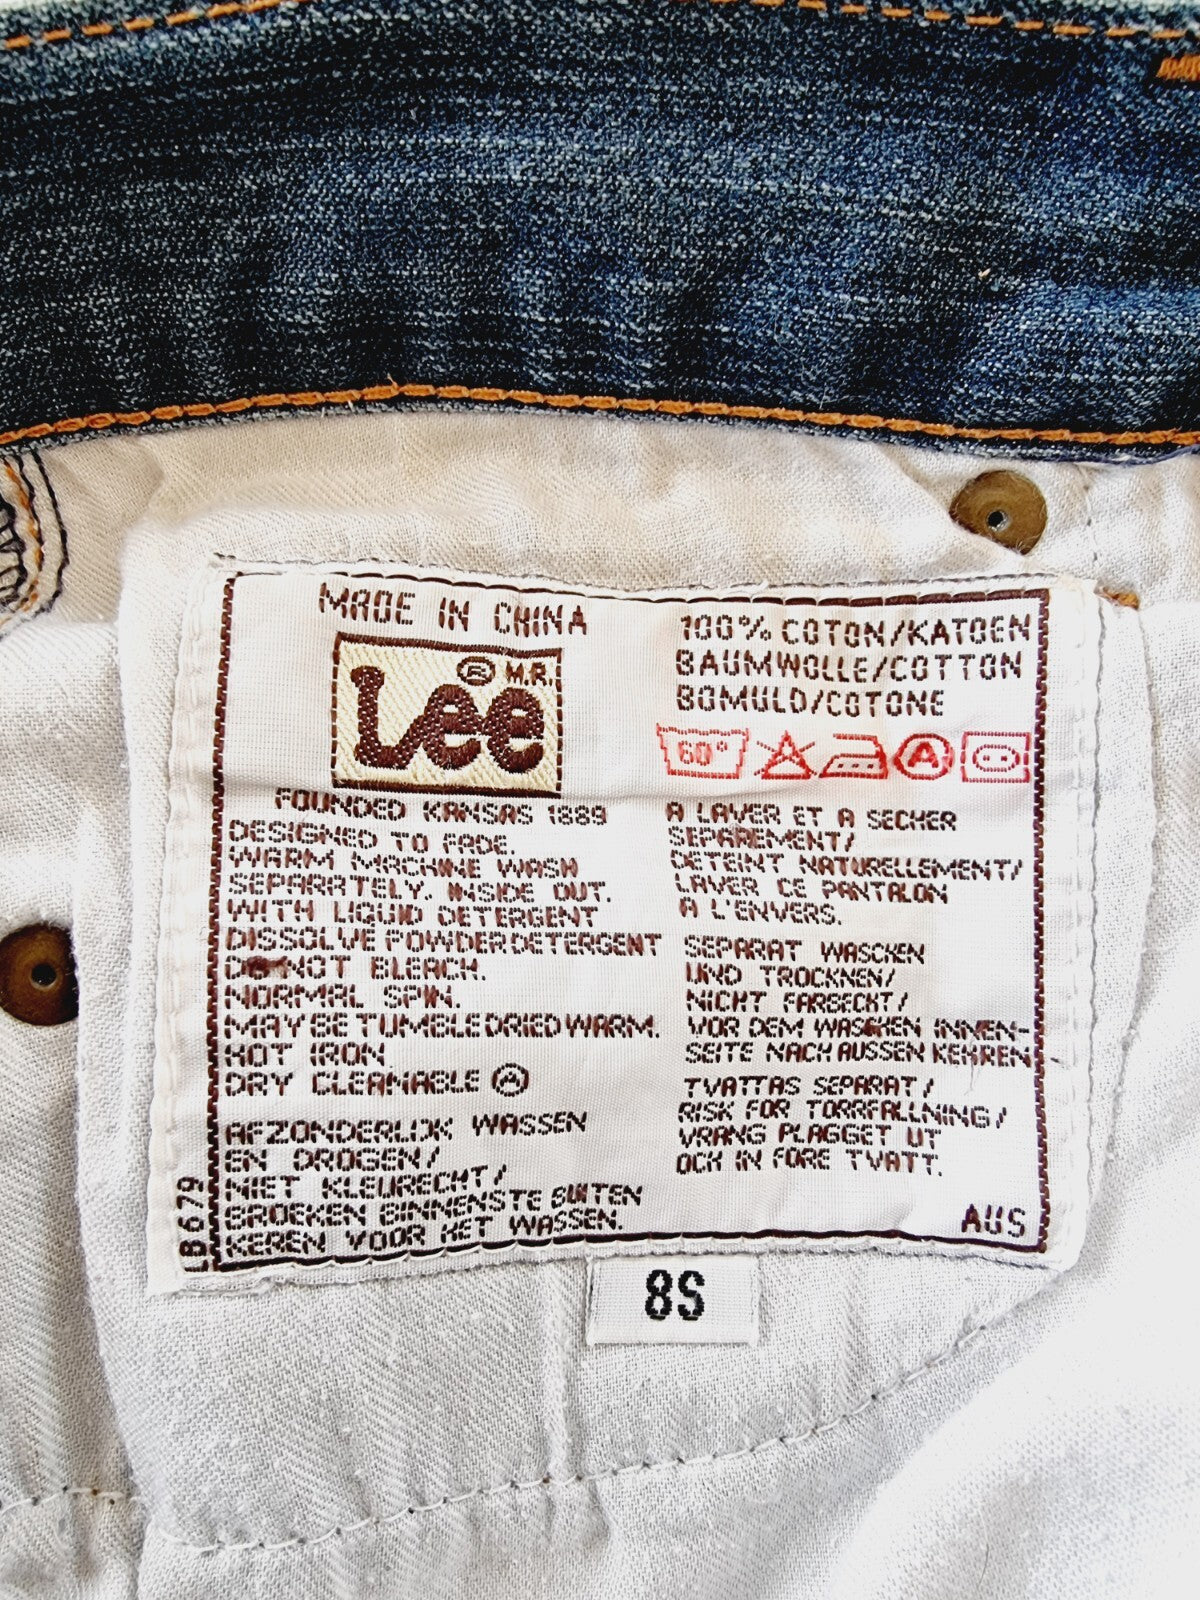 MADE IN CHINA
Lee ® M.R.
FOUNDED KANSAS 1889
DESIGNED TO FADE.
WARM MACHINE WASH
SEPARATELY. INSIDE OUT.
WITH LIQUID DETERGENT
DISSOLVE POWDER DETERGENT
DO NOT BLEACH.
NORMAL SPIN.
MAY BE TUMBLE DRIED WARM.
HOT IRON
DRY CLEANABLE Ⓐ
AFZONDERLIJK WASSEN
EN DROGEN/
NIET KLEURECHT/
BROEKEN BINNENSTE BUITEN
KEREN VOOR HET WASSEN.
LB679
100% COTON/KATOEN
BAUMWOLLE/COTTON
BOMULD/COTONE
60° A
A LAVER ET A SECHER
SEPAREMENT/
DETEINT NATURELLEMENT/
LAVER CE PANTALON
A L'ENVERS.
SEPARAT WASCKEN
UND TROCKNEN/
NICHT FARBECHT/
VOR DEM WASCHEN INNEN-
SEITE NACH AUSSEN KEHREN
TVATTAS SEPARAT/
RISK FOR TORRFALLNING/
VRANG PLAGGET UT
OCH IN FORE TVATT.
AUS
8S